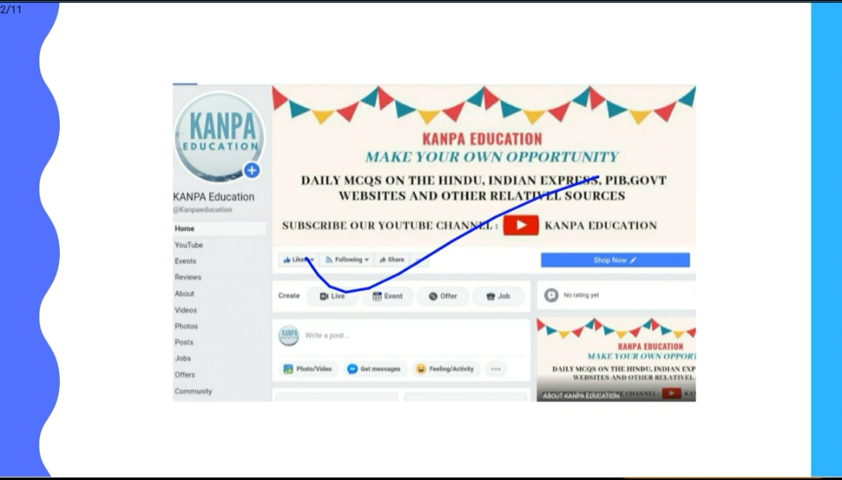 2/11
KANPA
EDUCATION
KANPA Education
@Kanpaeducation
Home
YouTube
Events
Reviews
About
Videos
Photos
Posts
Jobs
Offers
Community
KANPA EDUCATION
MAKE YOUR OWN OPPORTUNITY
DAILY MCQS ON THE HINDU, INDIAN EXPRESS, PIB,GOVT
WEBSITES AND OTHER RELATIVEL SOURCES
SUBSCRIBE OUR YOUTUBE CHANNEL : KANPA EDUCATION
Following Share
Shop Now
Create Live Event Offer Job
No rating yet
Write a post...
Photo/Video Get messages Feeling/Activity
KANPA EDUCATION
MAKE YOUR OWN OPPORT
DAILY MCQS ON THE HINDU, INDIAN EXP
WEBSITES AND OTHER RELATIVEL
ABOUT KANPA EDUCATION